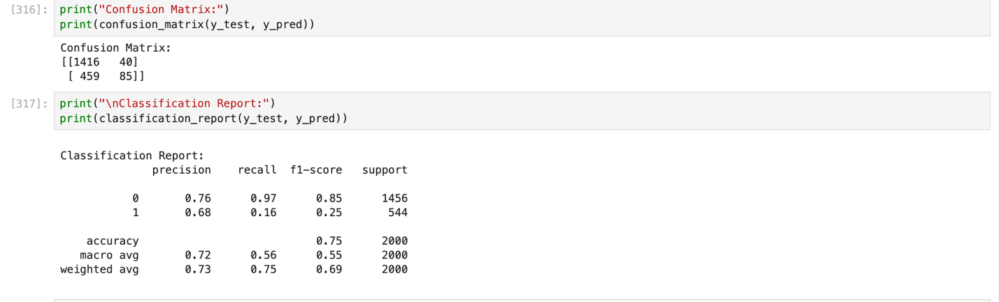 [316]: print("Confusion Matrix:")
print(confusion_matrix(y_test, y_pred))
Confusion Matrix:
[[1416   40]
 [ 459   85]]
[317]: print("\nClassification Report:")
print(classification_report(y_test, y_pred))
Classification Report:
              precision    recall  f1-score   support
           0       0.76      0.97      0.85      1456
           1       0.68      0.16      0.25       544
    accuracy                           0.75      2000
   macro avg       0.72      0.56      0.55      2000
weighted avg       0.73      0.75      0.69      2000